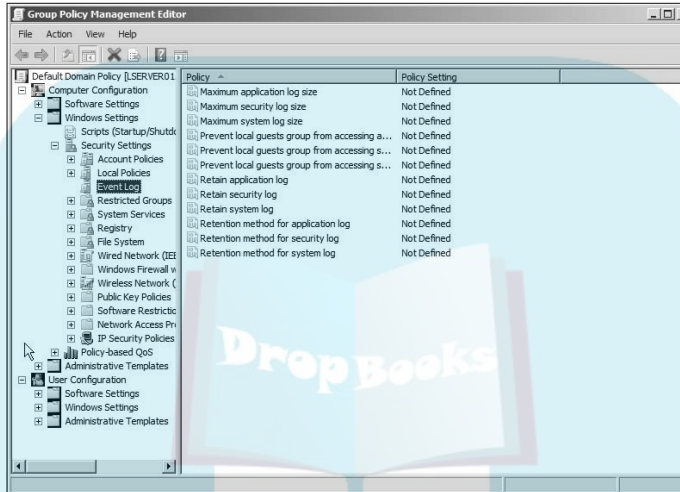 Group Policy Management Editor
File Action View Help
Default Domain Policy [LSERVER01
Computer Configuration
Software Settings
Windows Settings
Scripts (Startup/Shutdo
Security Settings
Account Policies
Local Policies
Event Log
Restricted Groups
System Services
Registry
File System
Wired Network (IEE
Windows Firewall w
Wireless Network (
Public Key Policies
Software Restrictic
Network Access Pro
IP Security Policies
Policy-based QoS
Administrative Templates
User Configuration
Software Settings
Windows Settings
Administrative Templates
Policy Policy Setting
Maximum application log size Not Defined
Maximum security log size Not Defined
Maximum system log size Not Defined
Prevent local guests group from accessing a... Not Defined
Prevent local guests group from accessing s... Not Defined
Prevent local guests group from accessing s... Not Defined
Retain application log Not Defined
Retain security log Not Defined
Retain system log Not Defined
Retention method for application log Not Defined
Retention method for security log Not Defined
Retention method for system log Not Defined
DropBooks